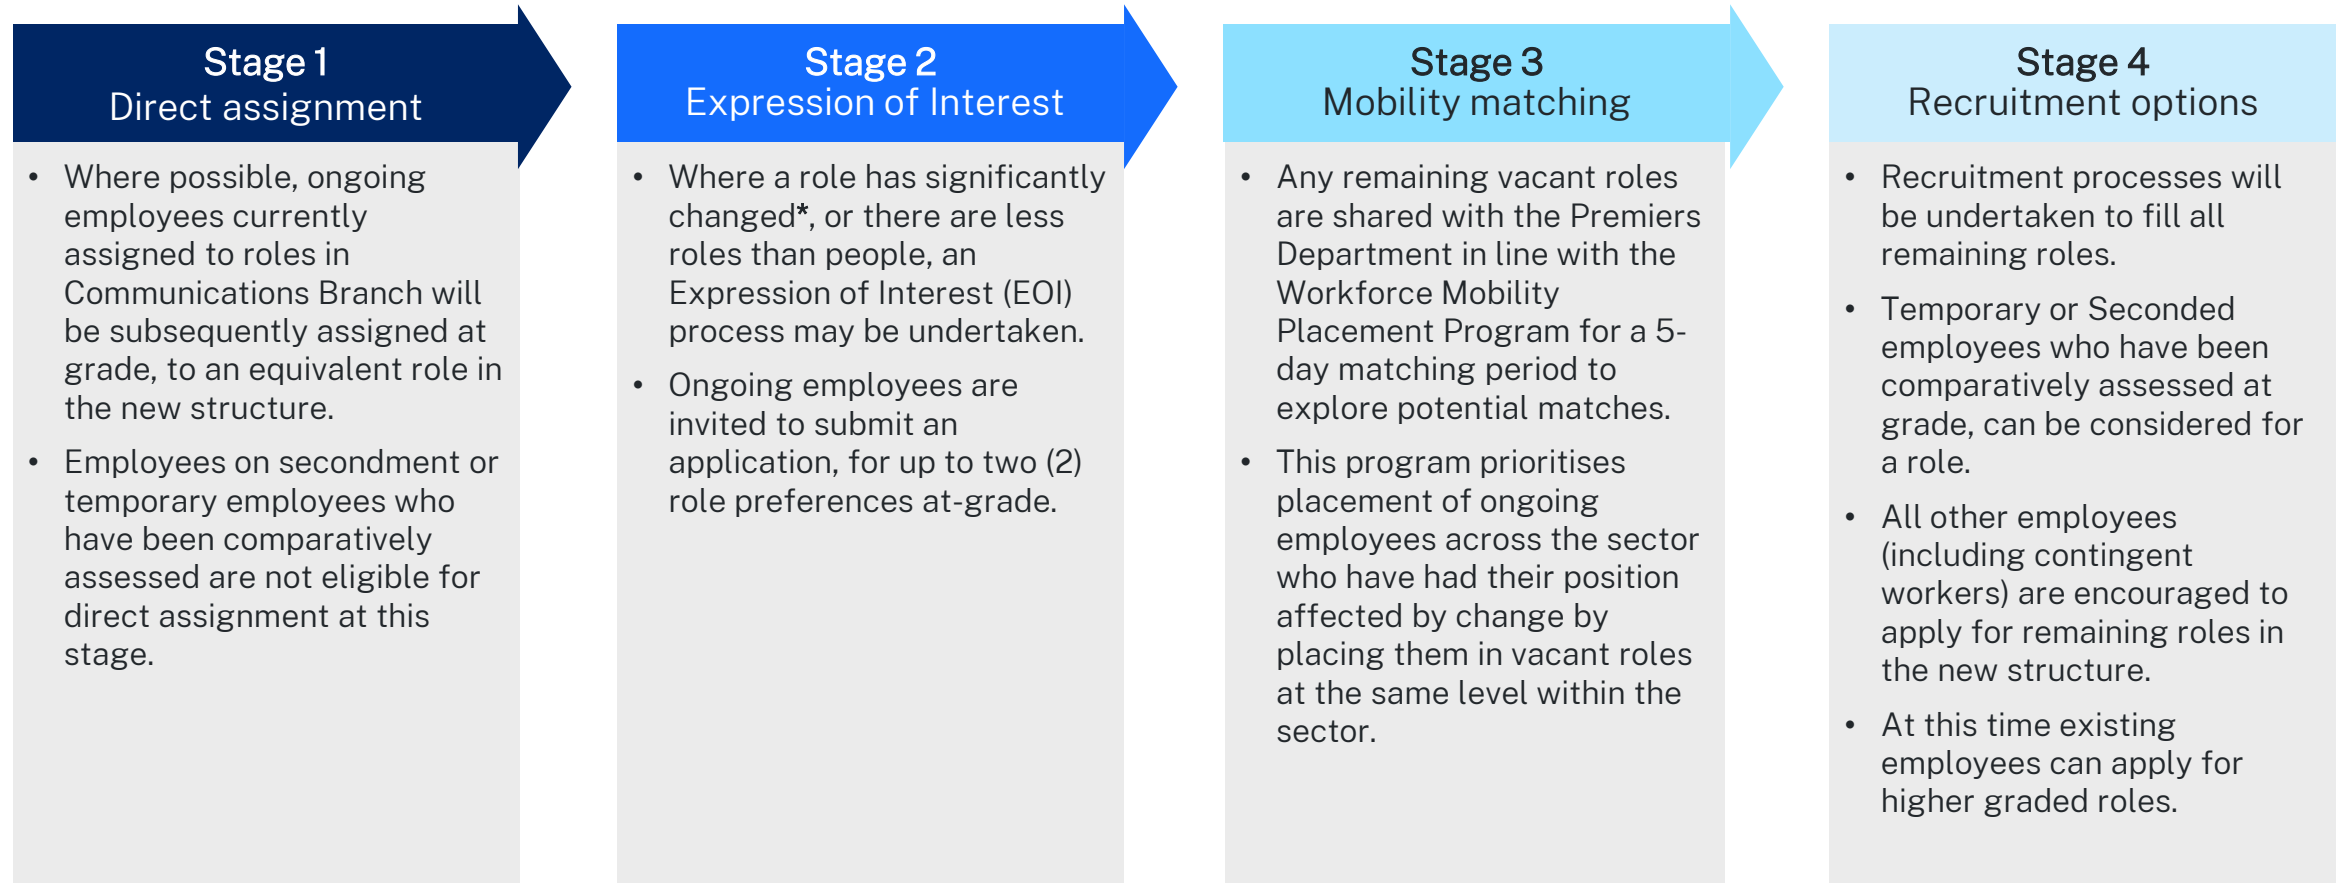 Stage 1
Direct assignment
• Where possible, ongoing
employees currently
assigned to roles in
Communications Branch will
be subsequently assigned at
grade, to an equivalent role in
the new structure.
• Employees on secondment or
temporary employees who
have been comparatively
assessed are not eligible for
direct assignment at this
stage.
Stage 2
Expression of Interest
• Where a role has significantly
changed*, or there are less
roles than people, an
Expression of Interest (EOI)
process may be undertaken.
• Ongoing employees are
invited to submit an
application, for up to two (2)
role preferences at-grade.
Stage 3
Mobility matching
• Any remaining vacant roles
are shared with the Premiers
Department in line with the
Workforce Mobility
Placement Program for a 5-
day matching period to
explore potential matches.
• This program prioritises
placement of ongoing
employees across the sector
who have had their position
affected by change by
placing them in vacant roles
at the same level within the
sector.
Stage 4
Recruitment options
• Recruitment processes will
be undertaken to fill all
remaining roles.
• Temporary or Seconded
employees who have been
comparatively assessed at
grade, can be considered for
a role.
• All other employees
(including contingent
workers) are encouraged to
apply for remaining roles in
the new structure.
• At this time existing
employees can apply for
higher graded roles.